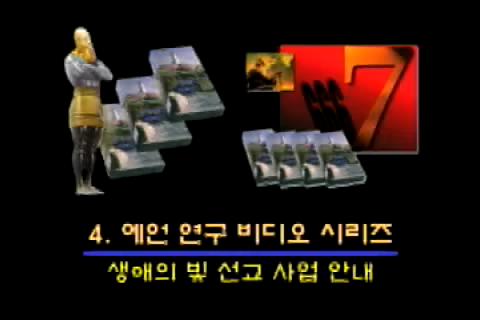 7
4. 예언 연구 비디오 시리즈
생애의 빛 선교 사업 안내